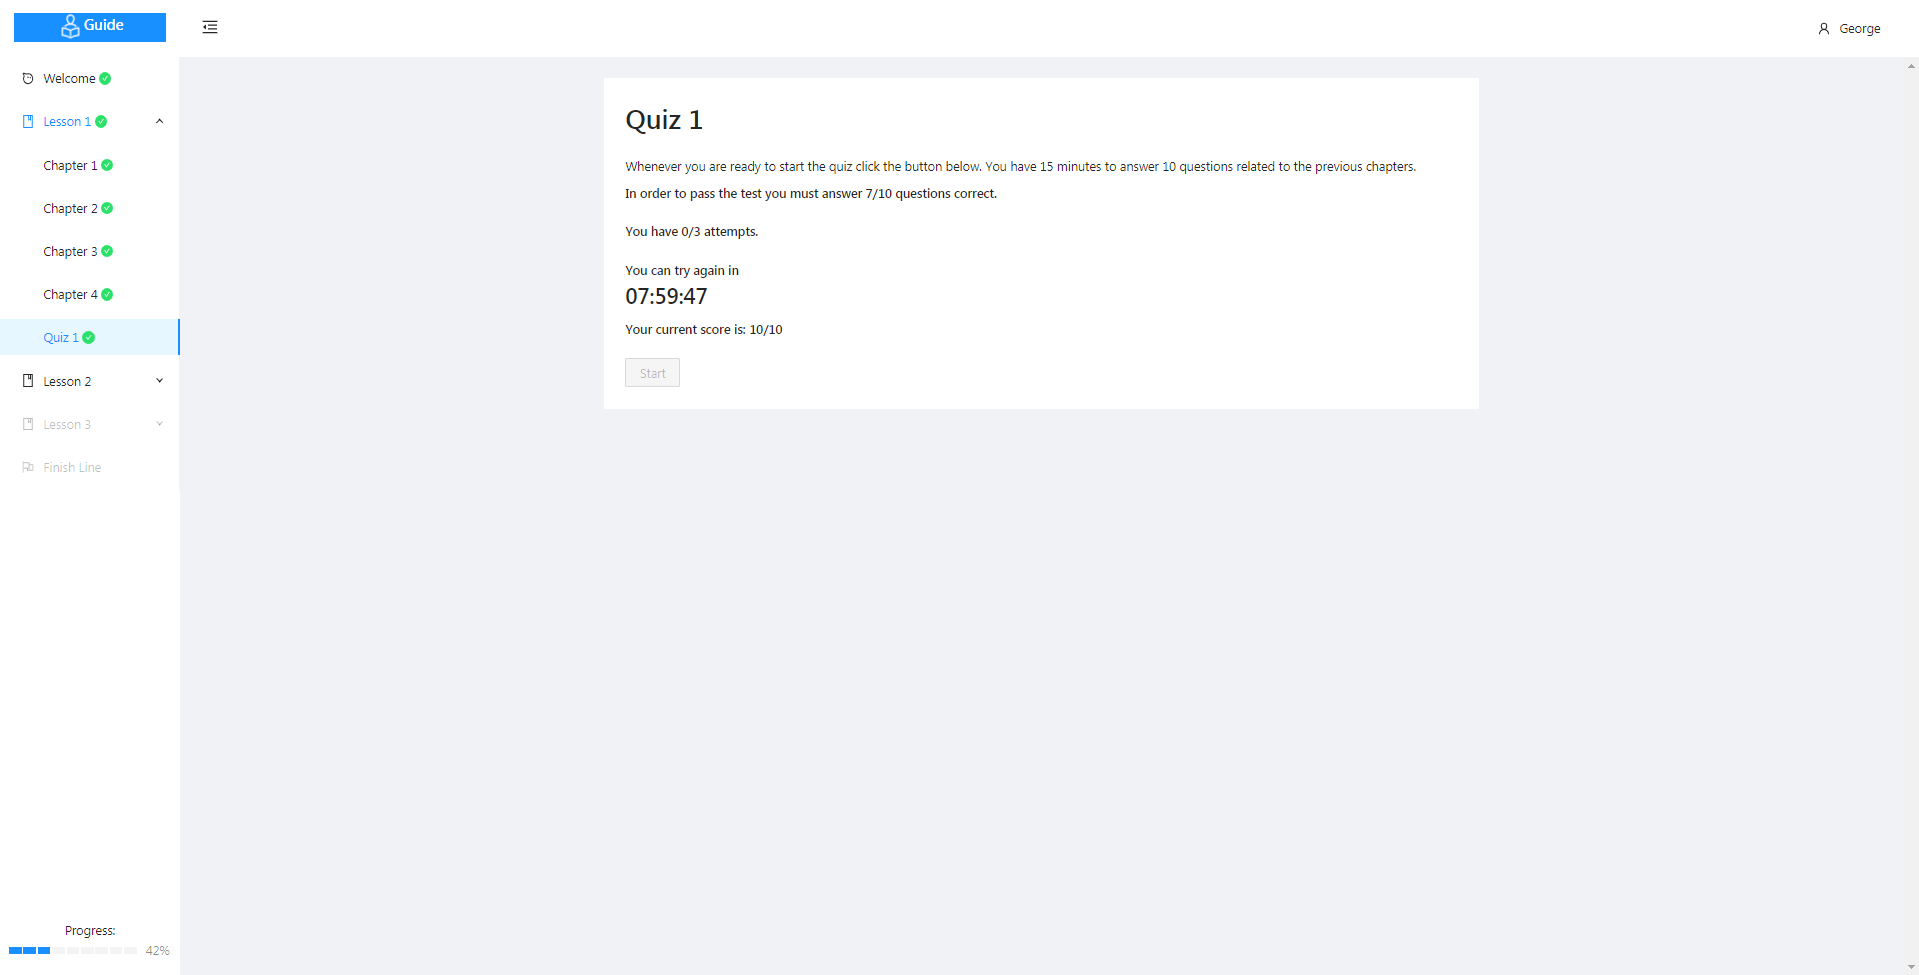 Guide
George
Welcome
Lesson 1
Chapter 1
Chapter 2
Chapter 3
Chapter 4
Quiz 1
Lesson 2
Lesson 3
Finish Line
Progress:
42%
Quiz 1
Whenever you are ready to start the quiz click the button below. You have 15 minutes to answer 10 questions related to the previous chapters.
In order to pass the test you must answer 7/10 questions correct.
You have 0/3 attempts.
You can try again in
07:59:47
Your current score is: 10/10
Start